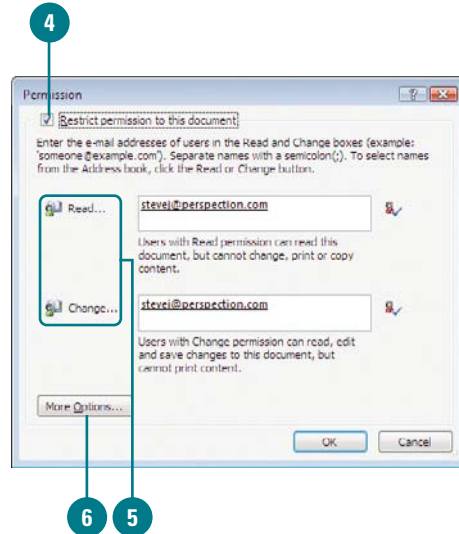 4
Permission
Restrict permission to this document
Enter the e-mail addresses of users in the Read and Change boxes (example:
'someone@example.com'). Separate names with a semicolon(;). To select names
from the Address book, click the Read or Change button.
Read...
stevej@perspection.com
Users with Read permission can read this
document, but cannot change, print or copy
content.
Change...
stevej@perspection.com
Users with Change permission can read, edit
and save changes to this document, but
cannot print content.
More Options...
OK
Cancel
6
5